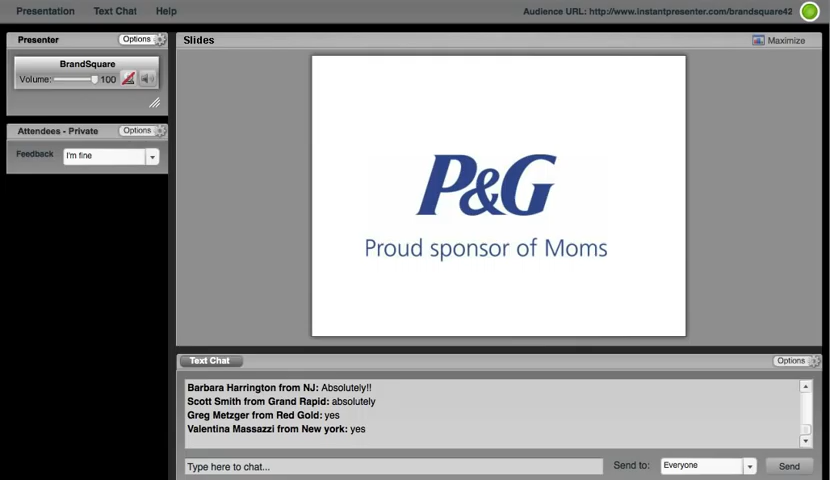 Presentation Text Chat Help
Audience URL: http://www.instantpresenter.com/brandsquare42
Presenter Options
BrandSquare
Volume: 100
Attendees - Private Options
Feedback I'm fine
Slides
Maximize
P&G
Proud sponsor of Moms
Text Chat Options
Barbara Harrington from NJ: Absolutely!!
Scott Smith from Grand Rapid: absolutely
Greg Metzger from Red Gold: yes
Valentina Massazzi from New york: yes
Type here to chat... Send to: Everyone Send